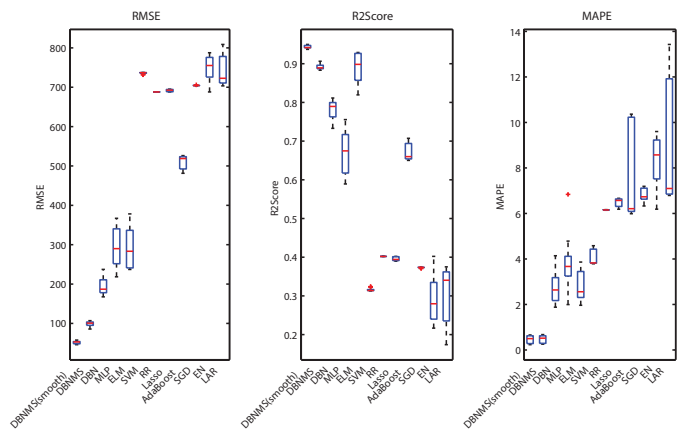 RMSE
R2Score
MAPE
800
700
600
500
400
300
200
100
RMSE
DBNMS(smooth)
DBNMS
DBN
MLP
ELM
SVM
RR
Lasso
AdaBoost
SGD
EN
LAR
0.9
0.8
0.7
0.6
0.5
0.4
0.3
0.2
R2Score
DBNMS(smooth)
DBNMS
DBN
MLP
ELM
SVM
RR
Lasso
AdaBoost
SGD
EN
LAR
14
12
10
8
6
4
2
0
MAPE
DBNMS(smooth)
DBNMS
DBN
MLP
ELM
SVM
RR
Lasso
AdaBoost
SGD
EN
LAR